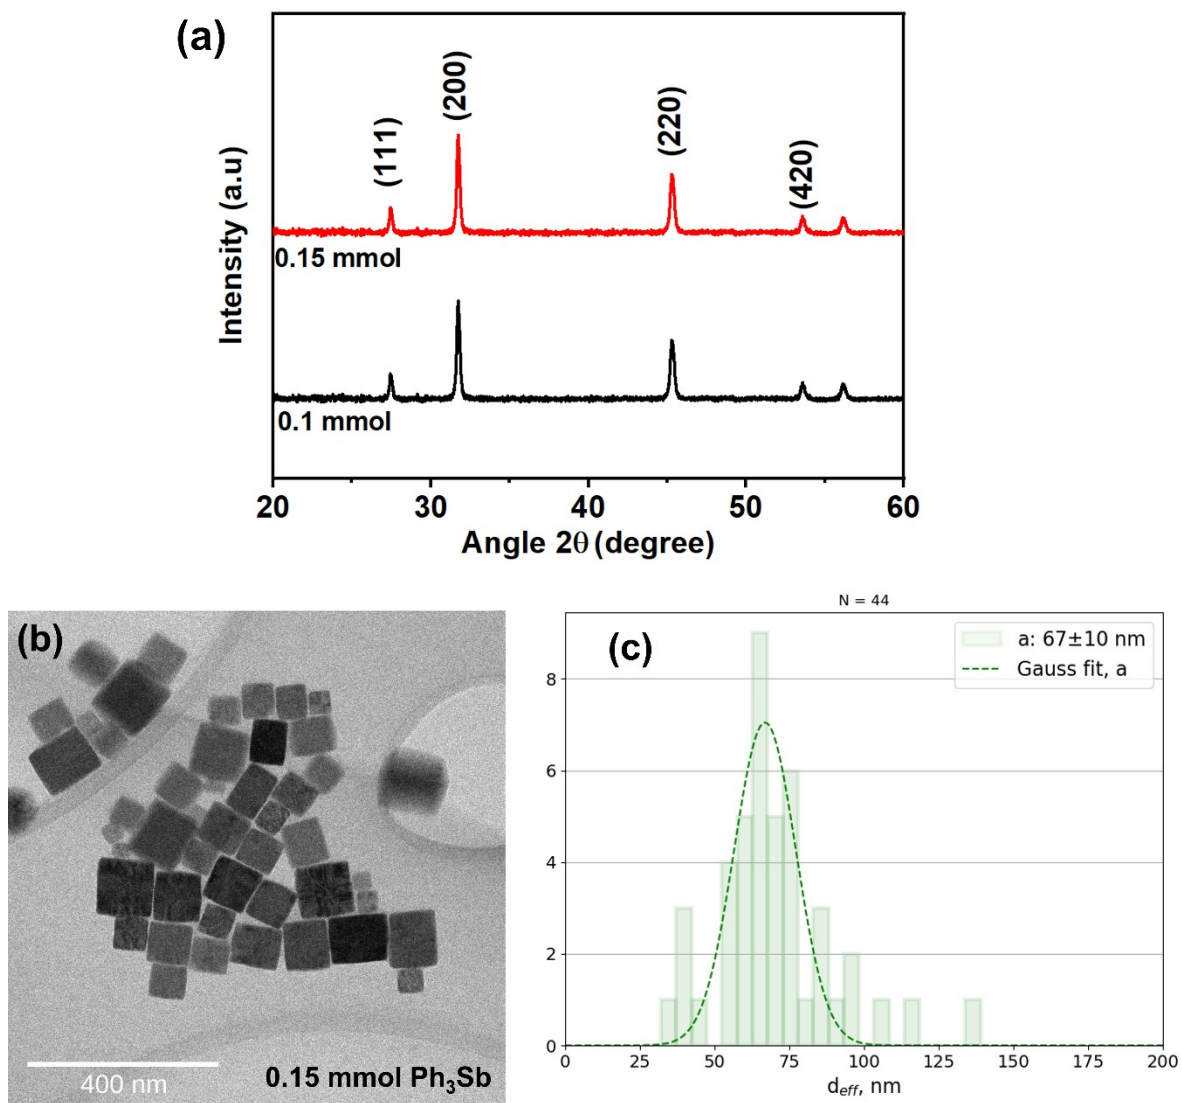 (a)
Intensity (a.u)
(111)
(200)
(220)
(420)
0.15 mmol
0.1 mmol
20 30 40 50 60
Angle 2θ (degree)
(b)
400 nm
0.15 mmol Ph₃Sb
N = 44
(c)
a: 67±10 nm
Gauss fit, a
8
6
4
2
0
0 25 50 75 100 125 150 175 200
d_eff, nm